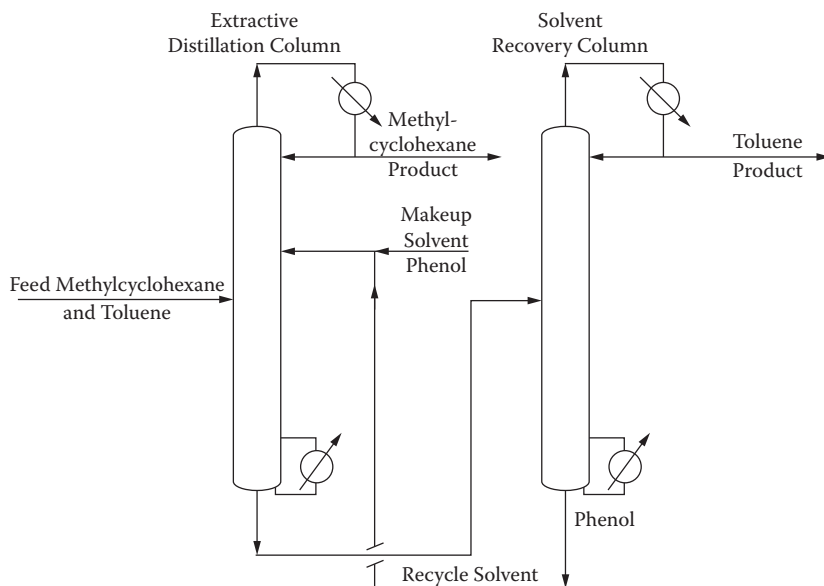 Extractive
Distillation Column
Solvent
Recovery Column
Methyl-
cyclohexane
Product
Toluene
Product
Makeup
Solvent
Phenol
Feed Methylcyclohexane
and Toluene
Phenol
Recycle Solvent